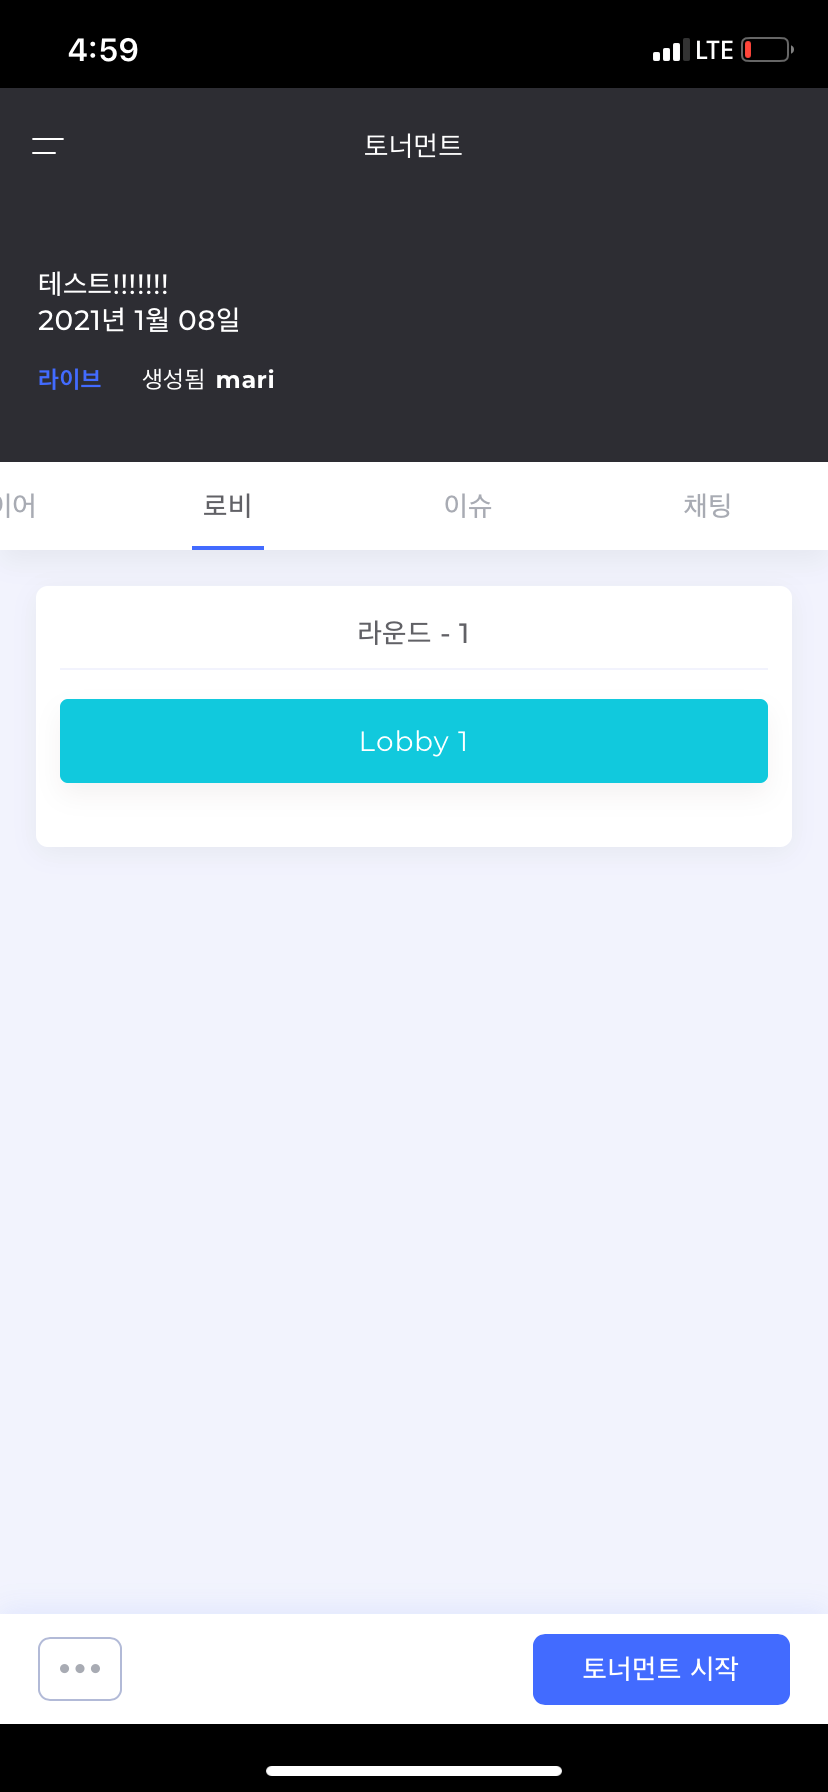 4:59 LTE
토너먼트
테스트!!!!!!!
2021년 1월 08일
라이브 생성됨 mari
이어 로비 이슈 채팅
라운드 - 1
Lobby 1
토너먼트 시작